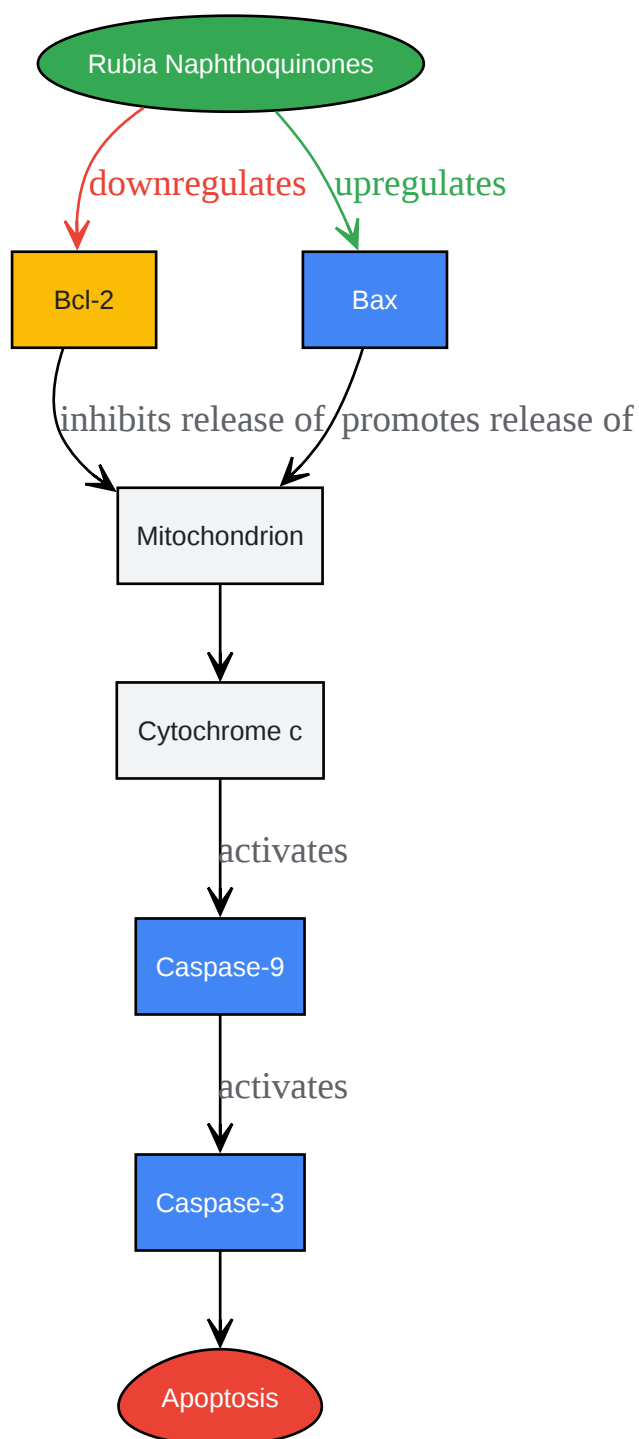 Rubia Naphthoquinones
downregulates
upregulates
Bcl-2
Bax
inhibits release of
promotes release of
Mitochondrion
Cytochrome c
activates
Caspase-9
activates
Caspase-3
Apoptosis